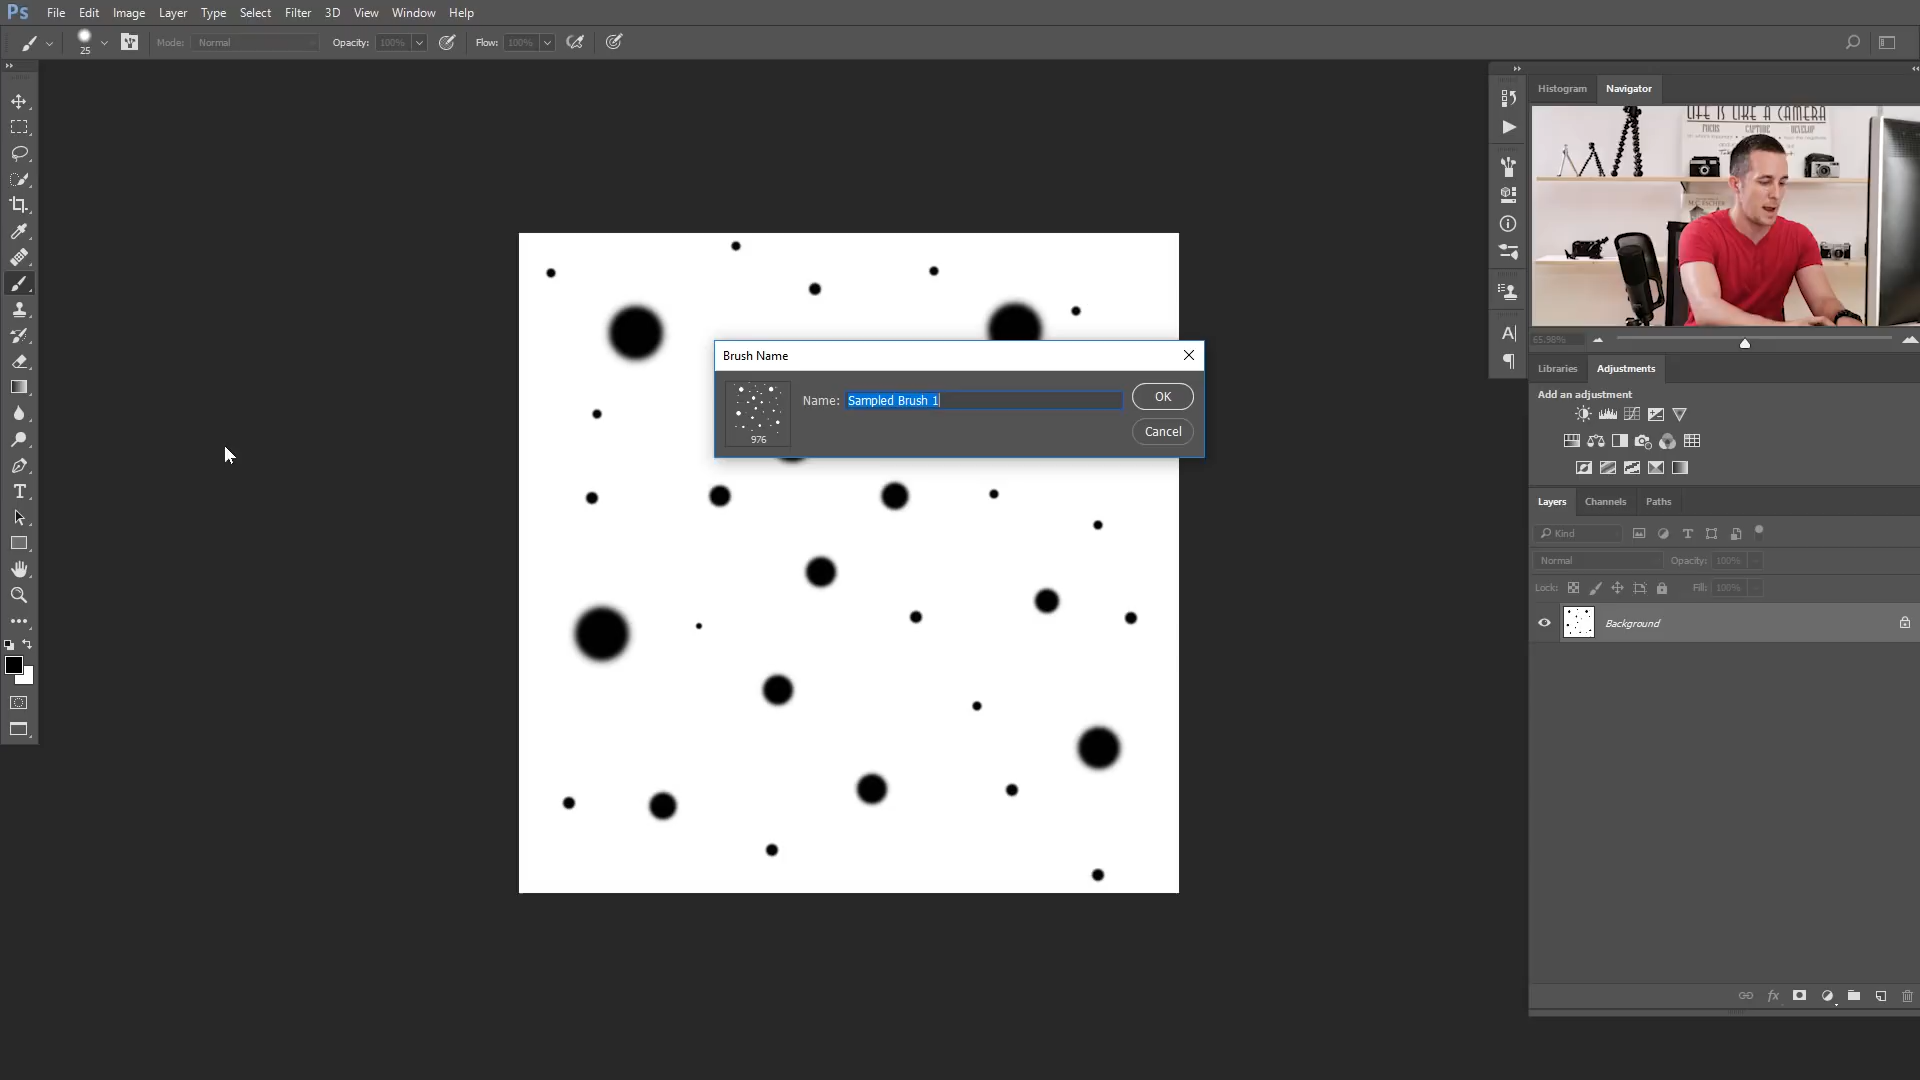 Ps File Edit Image Layer Type Select Filter 3D View Window Help
25 Mode: Normal Opacity: 100% Flow: 100%
Histogram Navigator
LIFE IS LIKE A CAMERA
FOCUS CAPTURE DEVELOP
65.98%
Brush Name
Name: Sampled Brush 1 OK
976
Cancel
Libraries Adjustments
Add an adjustment
Layers Channels Paths
Kind
Normal Opacity: 100%
Lock: Fill: 100%
Background